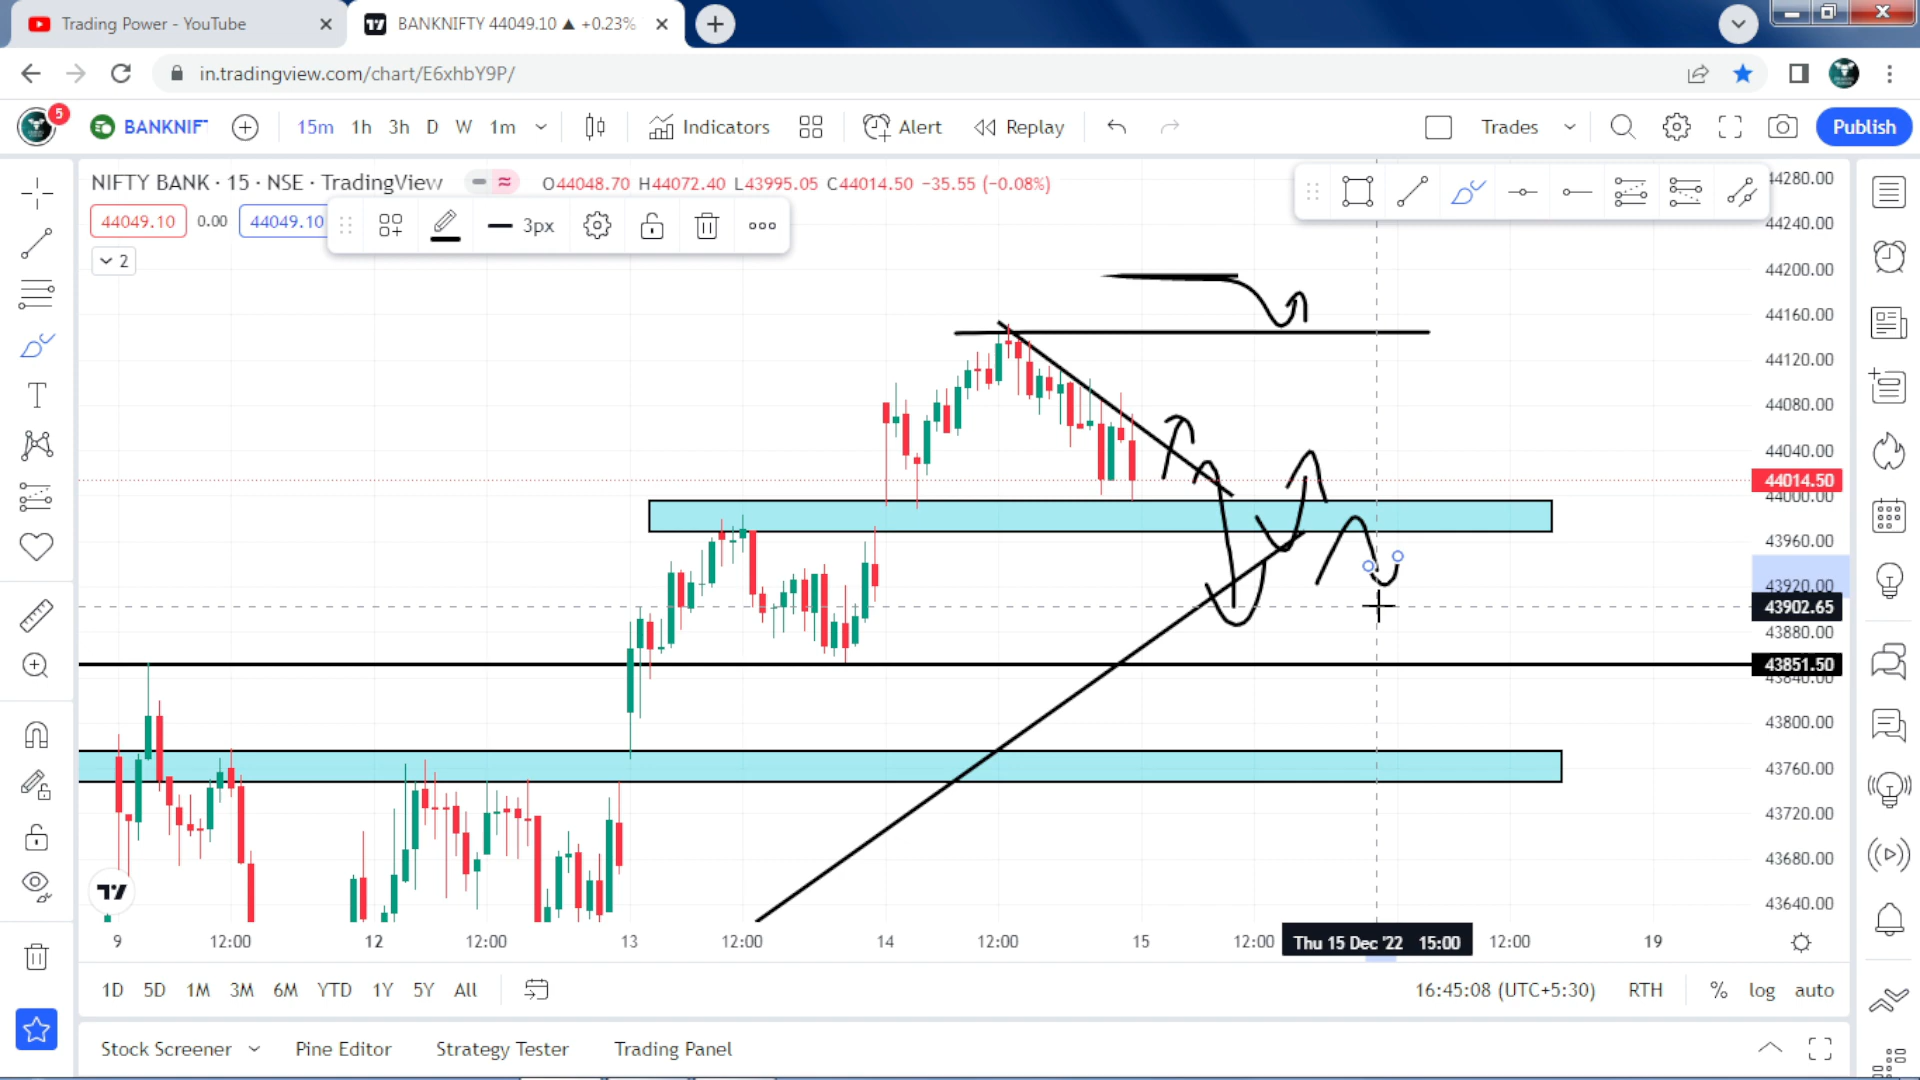 Trading Power - YouTube
BANKNIFTY 44049.10 ▲ +0.23%
in.tradingview.com/chart/E6xhbY9P/
5
BANKNIF
15m 1h 3h D W 1m
Indicators
Alert
Replay
Trades
Publish
NIFTY BANK · 15 · NSE · TradingView
O44048.70 H44072.40 L43995.05 C44014.50 −35.55 (−0.08%)
44049.10 0.00 44049.10
3px
2
44280.00
44240.00
44200.00
44160.00
44120.00
44080.00
44040.00
44014.50
44000.00
43960.00
43920.00
43902.65
43880.00
43851.50
43840.00
43800.00
43760.00
43720.00
43680.00
43640.00
9 12:00 12 12:00 13 12:00 14 12:00 15 12:00 Thu 15 Dec '22 15:00 12:00 19
1D 5D 1M 3M 6M YTD 1Y 5Y All
16:45:08 (UTC+5:30) RTH % log auto
Stock Screener Pine Editor Strategy Tester Trading Panel